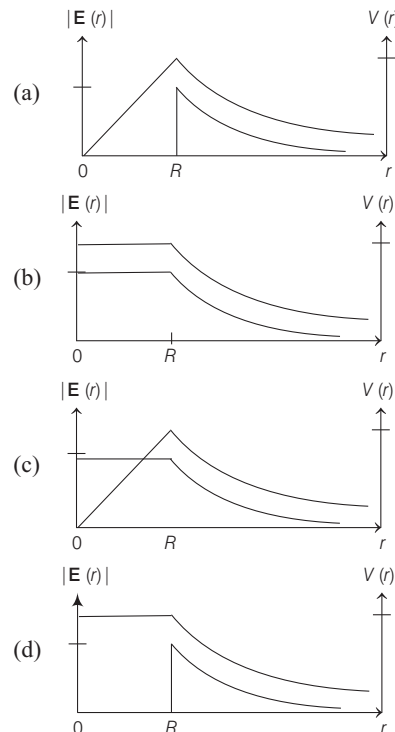 |E (r)| V (r)
(a)
0 R r
|E (r)| V (r)
(b)
0 R r
|E (r)| V (r)
(c)
0 R r
|E (r)| V (r)
(d)
0 R r